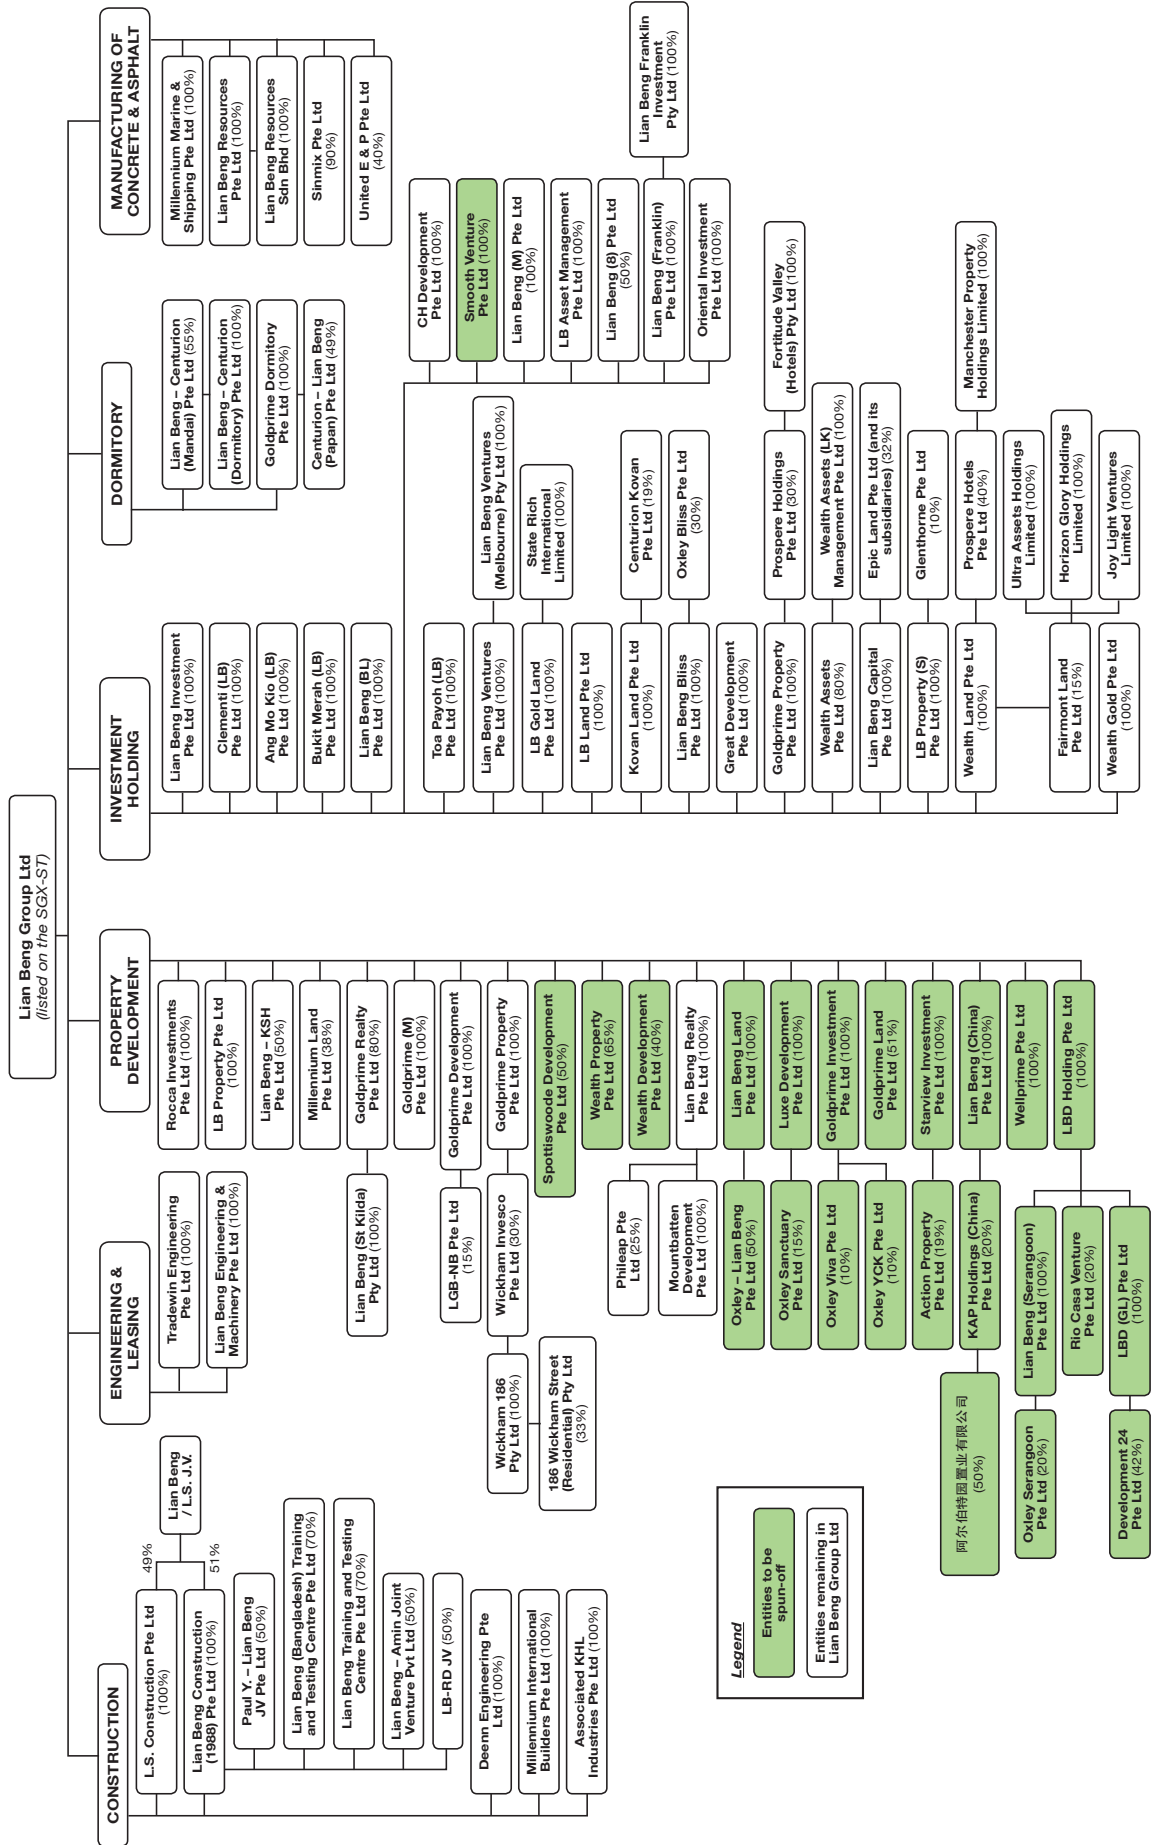 Lian Beng Group Ltd
(listed on the SGX-ST)
CONSTRUCTION
L.S. Construction Pte Ltd
(100%)
Lian Beng Construction
(1988) Pte Ltd (100%)
49%
51%
Lian Beng
/ L.S. J.V.
Paul Y. – Lian Beng
JV Pte Ltd (50%)
Lian Beng (Bangladesh) Training
and Testing Centre Pte Ltd (70%)
Lian Beng Training and Testing
Centre Pte Ltd (70%)
Lian Beng – Amin Joint
Venture Pvt Ltd (50%)
LB-RD JV (50%)
Deenn Engineering Pte
Ltd (100%)
Millennium International
Builders Pte Ltd (100%)
Associated KHL
Industries Pte Ltd (100%)
ENGINEERING &
LEASING
Tradewin Engineering
Pte Ltd (100%)
Lian Beng Engineering &
Machinery Pte Ltd (100%)
PROPERTY
DEVELOPMENT
Rocca Investments
Pte Ltd (100%)
LB Property Pte Ltd
(100%)
Lian Beng – KSH
Pte Ltd (50%)
Millennium Land
Pte Ltd (38%)
Goldprime Realty
Pte Ltd (80%)
Lian Beng (St Kilda)
Pty Ltd (100%)
Goldprime (M)
Pte Ltd (100%)
Goldprime Development
Pte Ltd (100%)
LGB-NB Pte Ltd
(15%)
Goldprime Property
Pte Ltd (100%)
Wickham Invesco
Pte Ltd (30%)
Wickham 186
Pty Ltd (100%)
186 Wickham Street
(Residential) Pty Ltd
(33%)
Spottiswoode Development
Pte Ltd (50%)
Wealth Property
Pte Ltd (65%)
Wealth Development
Pte Ltd (40%)
Lian Beng Realty
Pte Ltd (100%)
Phileap Pte
Ltd (25%)
Mountbatten
Development
Pte Ltd (100%)
Lian Beng Land
Pte Ltd (100%)
Oxley – Lian Beng
Pte Ltd (50%)
Luxe Development
Pte Ltd (100%)
Oxley Sanctuary
Pte Ltd (15%)
Goldprime Investment
Pte Ltd (100%)
Oxley Viva Pte Ltd
(10%)
Goldprime Land
Pte Ltd (51%)
Oxley YCK Pte Ltd
(10%)
Starview Investment
Pte Ltd (100%)
Action Property
Pte Ltd (19%)
Lian Beng (China)
Pte Ltd (100%)
KAP Holdings (China)
Pte Ltd (20%)
阿尔伯特园置业有限公司
(50%)
Wellprime Pte Ltd
(100%)
LBD Holding Pte Ltd
(100%)
Lian Beng (Serangoon)
Pte Ltd (100%)
Oxley Serangoon
Pte Ltd (20%)
Rio Casa Venture
Pte Ltd (20%)
LBD (GL) Pte Ltd
(100%)
Development 24
Pte Ltd (42%)
INVESTMENT
HOLDING
Lian Beng Investment
Pte Ltd (100%)
Clementi (LB)
Pte Ltd (100%)
Ang Mo Kio (LB)
Pte Ltd (100%)
Bukit Merah (LB)
Pte Ltd (100%)
Lian Beng (BL)
Pte Ltd (100%)
Toa Payoh (LB)
Pte Ltd (100%)
Lian Beng Ventures
Pte Ltd (100%)
Lian Beng Ventures
(Melbourne) Pty Ltd (100%)
LB Gold Land
Pte Ltd (100%)
State Rich
International
Limited (100%)
LB Land Pte Ltd
(100%)
Kovan Land Pte Ltd
(100%)
Centurion Kovan
Pte Ltd (19%)
Lian Beng Bliss
Pte Ltd (100%)
Oxley Bliss Pte Ltd
(30%)
Great Development
Pte Ltd (100%)
Goldprime Property
Pte Ltd (100%)
Prospere Holdings
Pte Ltd (30%)
Fortitude Valley
(Hotels) Pty Ltd (100%)
Wealth Assets
Pte Ltd (80%)
Wealth Assets (LK)
Management Pte Ltd (100%)
Lian Beng Capital
Pte Ltd (100%)
Epic Land Pte Ltd (and its
subsidiaries) (32%)
LB Property (S)
Pte Ltd (100%)
Glenthorne Pte Ltd
(10%)
Wealth Land Pte Ltd
(100%)
Prospere Hotels
Pte Ltd (40%)
Manchester Property
Holdings Limited (100%)
Fairmont Land
Pte Ltd (15%)
Ultra Assets Holdings
Limited (100%)
Horizon Glory Holdings
Limited (100%)
Joy Light Ventures
Limited (100%)
Wealth Gold Pte Ltd
(100%)
CH Development
Pte Ltd (100%)
Smooth Venture
Pte Ltd (100%)
Lian Beng (M) Pte Ltd
(100%)
LB Asset Management
Pte Ltd (100%)
Lian Beng (8) Pte Ltd
(50%)
Lian Beng (Franklin)
Pte Ltd (100%)
Lian Beng Franklin
Investment
Pty Ltd (100%)
Oriental Investment
Pte Ltd (100%)
DORMITORY
Lian Beng – Centurion
(Mandai) Pte Ltd (55%)
Lian Beng – Centurion
(Dormitory) Pte Ltd (100%)
Goldprime Dormitory
Pte Ltd (100%)
Centurion – Lian Beng
(Papan) Pte Ltd (49%)
MANUFACTURING OF
CONCRETE & ASPHALT
Millennium Marine &
Shipping Pte Ltd (100%)
Lian Beng Resources
Pte Ltd (100%)
Lian Beng Resources
Sdn Bhd (100%)
Sinmix Pte Ltd
(90%)
United E & P Pte Ltd
(40%)
Legend
Entities to be
spun-off
Entities remaining in
Lian Beng Group Ltd